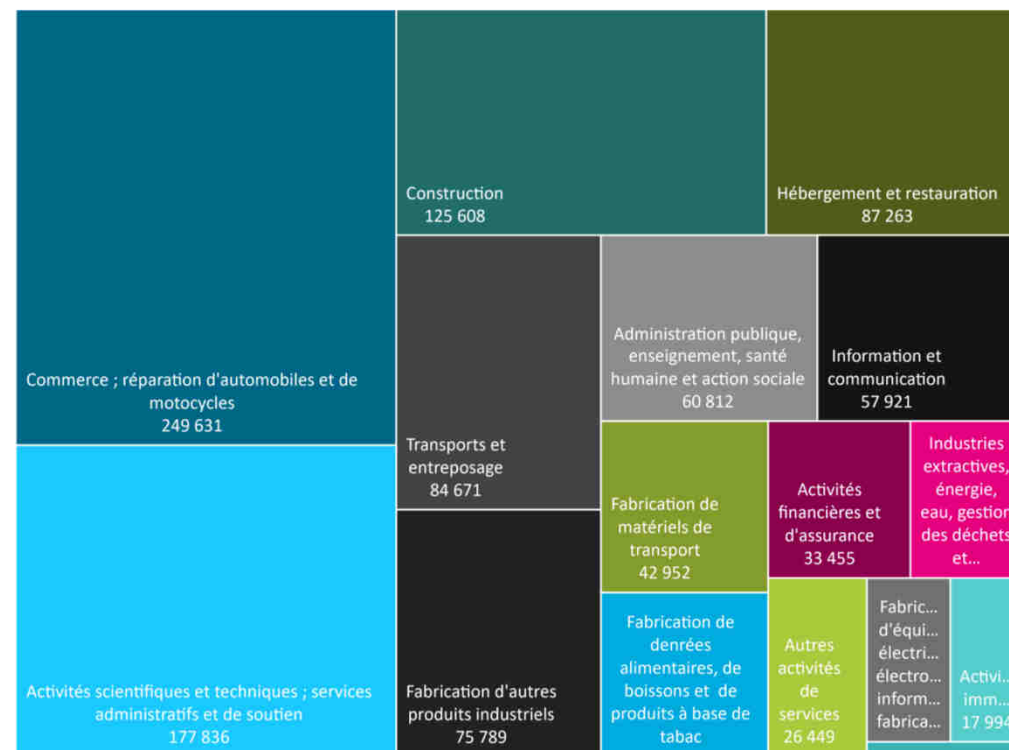 Construction
125 608
Hébergement et restauration
87 263
Commerce ; réparation d'automobiles et de
motocycles
249 631
Administration publique,
enseignement, santé
humaine et action sociale
60 812
Information et
communication
57 921
Transports et
entreposage
84 671
Fabrication de
matériels de
transport
42 952
Activités
financières et
d'assurance
33 455
Industries
extractives,
énergie,
eau, gestion
des déchets
et...
Activités scientifiques et techniques ; services
administratifs et de soutien
177 836
Fabrication d'autres
produits industriels
75 789
Fabrication de
denrées
alimentaires, de
boissons et de
produits à base de
tabac
Autres
activités
de
services
26 449
Fabric...
d'équi...
électri...
électro...
inform...
fabrica...
Activi...
imm...
17 994